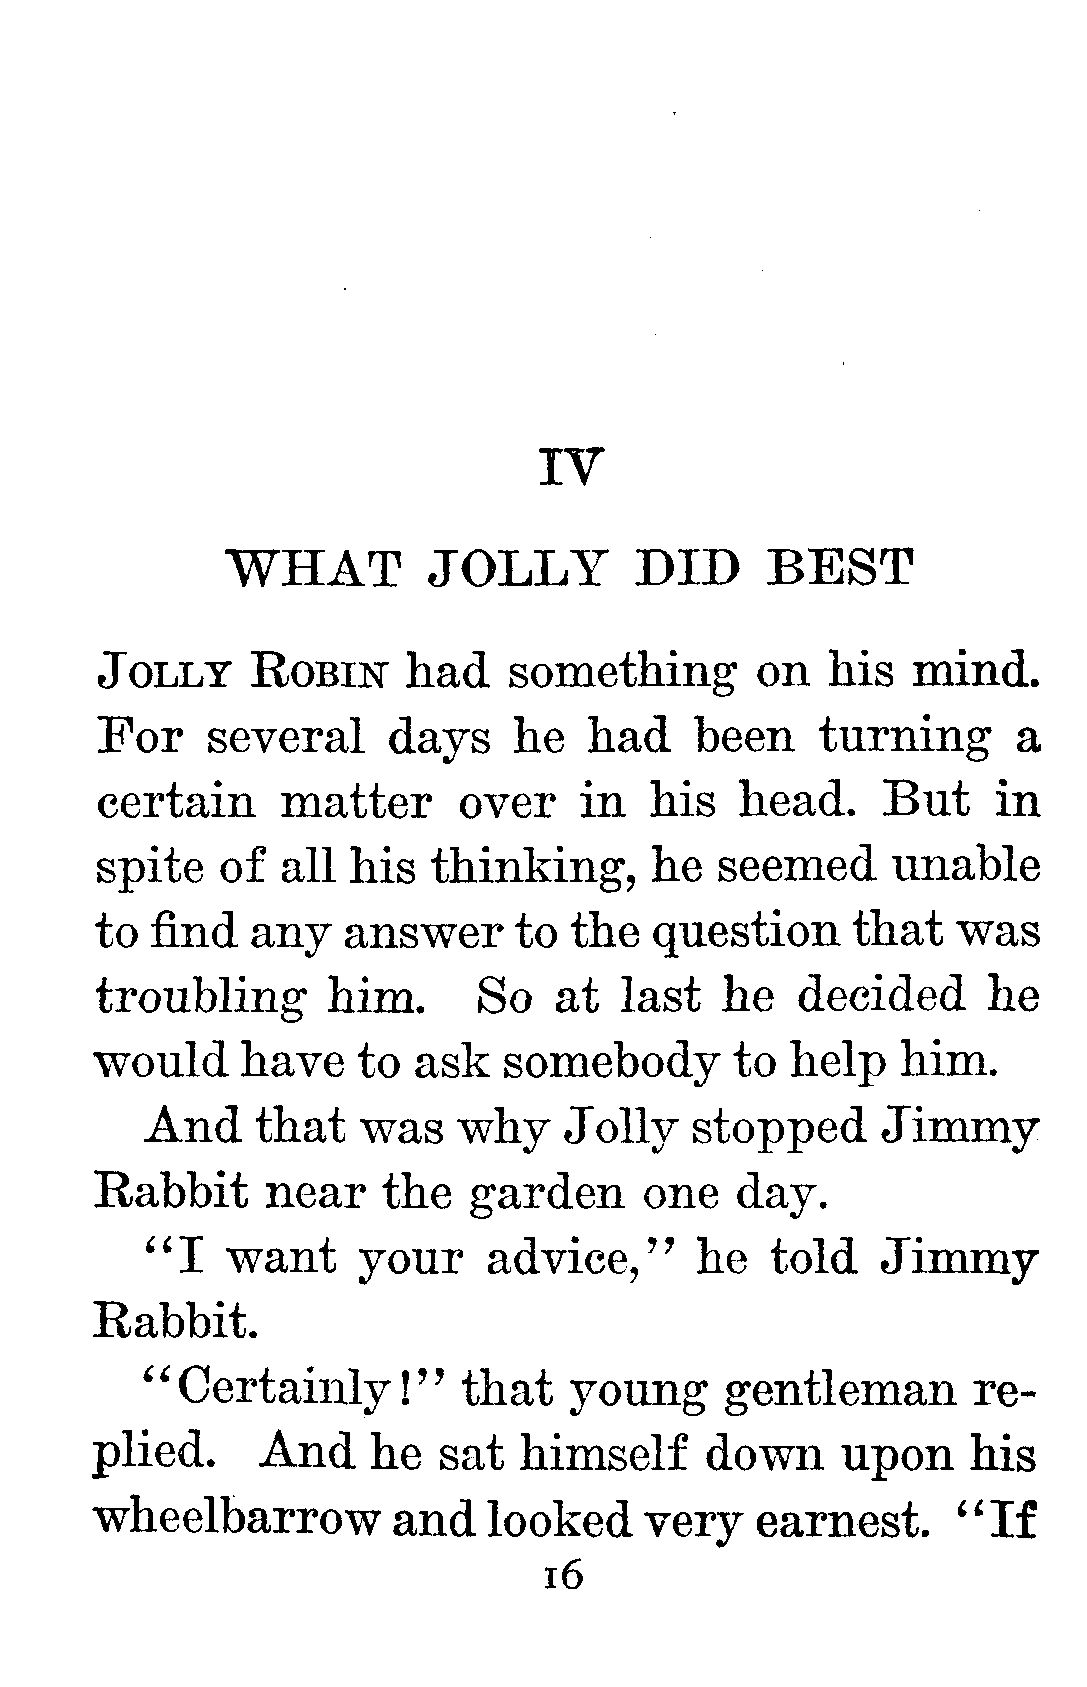 IV
WHAT JOLLY DID BEST
JOLLY ROBIN had something on his mind.
For several days he had been turning a
certain matter over in his head. But in
spite of all his thinking, he seemed unable
to find any answer to the question that was
troubling him. So at last he decided he
would have to ask somebody to help him.
And that was why Jolly stopped Jimmy
Rabbit near the garden one day.
“I want your advice,” he told Jimmy
Rabbit.
“Certainly!” that young gentleman re-
plied. And he sat himself down upon his
wheelbarrow and looked very earnest. “If
16